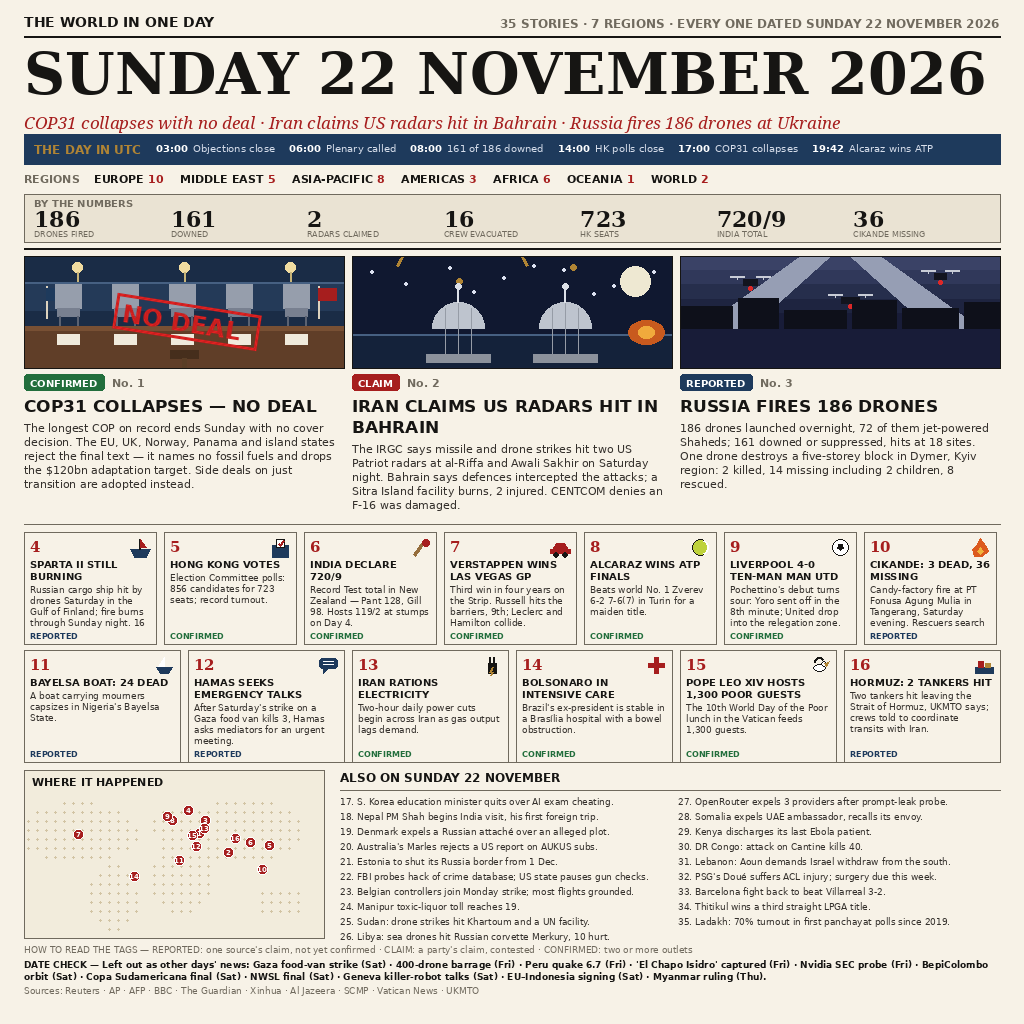 THE WORLD IN ONE DAY
35 STORIES · 7 REGIONS · EVERY ONE DATED SUNDAY 22 NOVEMBER 2026
SUNDAY 22 NOVEMBER 2026
COP31 collapses with no deal · Iran claims US radars hit in Bahrain · Russia fires 186 drones at Ukraine
THE DAY IN UTC 03:00 Objections close 06:00 Plenary called 08:00 161 of 186 downed 14:00 HK polls close 17:00 COP31 collapses 19:42 Alcaraz wins ATP
REGIONS EUROPE 10 MIDDLE EAST 5 ASIA-PACIFIC 8 AMERICAS 3 AFRICA 6 OCEANIA 1 WORLD 2
BY THE NUMBERS
186 161 2 16 723 720/9 36
DRONES FIRED DOWNED RADARS CLAIMED CREW EVACUATED HK SEATS INDIA TOTAL CIKANDE MISSING
NO DEAL
CONFIRMED No. 1
COP31 COLLAPSES — NO DEAL
The longest COP on record ends Sunday with no cover
decision. The EU, UK, Norway, Panama and island states
reject the final text — it names no fossil fuels and drops
the $120bn adaptation target. Side deals on just
transition are adopted instead.
CLAIM No. 2
IRAN CLAIMS US RADARS HIT IN
BAHRAIN
The IRGC says missile and drone strikes hit two US
Patriot radars at al-Riffa and Awali Sakhir on Saturday
night. Bahrain says defences intercepted the attacks; a
Sitra Island facility burns, 2 injured. CENTCOM denies an
F-16 was damaged.
REPORTED No. 3
RUSSIA FIRES 186 DRONES
186 drones launched overnight, 72 of them jet-powered
Shaheds; 161 downed or suppressed, hits at 18 sites.
One drone destroys a five-storey block in Dymer, Kyiv
region: 2 killed, 14 missing including 2 children, 8
rescued.
4
SPARTA II STILL
BURNING
Russian cargo ship hit by
drones Saturday in the
Gulf of Finland; fire burns
through Sunday night. 16
REPORTED
5
HONG KONG VOTES
Election Committee polls:
856 candidates for 723
seats; record turnout.
CONFIRMED
6
INDIA DECLARE
720/9
Record Test total in New
Zealand — Pant 128, Gill
98. Hosts 119/2 at stumps
on Day 4.
CONFIRMED
7
VERSTAPPEN WINS
LAS VEGAS GP
Third win in four years on
the Strip. Russell hits the
barriers, 9th; Leclerc and
Hamilton collide.
CONFIRMED
8
ALCARAZ WINS ATP
FINALS
Beats world No. 1 Zverev
6-2 7-6(7) in Turin for a
maiden title.
CONFIRMED
9
LIVERPOOL 4-0
TEN-MAN MAN UTD
Pochettino's debut turns
sour: Yoro sent off in the
8th minute; United drop
into the relegation zone.
CONFIRMED
10
CIKANDE: 3 DEAD, 36
MISSING
Candy-factory fire at PT
Fonusa Agung Mulia in
Tangerang, Saturday
evening. Rescuers search
REPORTED
11
BAYELSA BOAT: 24 DEAD
A boat carrying mourners
capsizes in Nigeria's Bayelsa
State.
REPORTED
12
HAMAS SEEKS
EMERGENCY TALKS
After Saturday's strike on a
Gaza food van kills 3, Hamas
asks mediators for an urgent
meeting.
REPORTED
13
IRAN RATIONS
ELECTRICITY
Two-hour daily power cuts
begin across Iran as gas output
lags demand.
CONFIRMED
14
BOLSONARO IN
INTENSIVE CARE
Brazil's ex-president is stable in
a Brasília hospital with a bowel
obstruction.
CONFIRMED
15
POPE LEO XIV HOSTS
1,300 POOR GUESTS
The 10th World Day of the Poor
lunch in the Vatican feeds
1,300 guests.
CONFIRMED
16
HORMUZ: 2 TANKERS HIT
Two tankers hit leaving the
Strait of Hormuz, UKMTO says;
crews told to coordinate
transits with Iran.
REPORTED
WHERE IT HAPPENED
4
9
3
7
13
15
12
16
6
5
2
11
10
14
ALSO ON SUNDAY 22 NOVEMBER
17. S. Korea education minister quits over AI exam cheating.
18. Nepal PM Shah begins India visit, his first foreign trip.
19. Denmark expels a Russian attaché over an alleged plot.
20. Australia's Marles rejects a US report on AUKUS subs.
21. Estonia to shut its Russia border from 1 Dec.
22. FBI probes hack of crime database; US state pauses gun checks.
23. Belgian controllers join Monday strike; most flights grounded.
24. Manipur toxic-liquor toll reaches 19.
25. Sudan: drone strikes hit Khartoum and a UN facility.
26. Libya: sea drones hit Russian corvette Merkury, 10 hurt.
27. OpenRouter expels 3 providers after prompt-leak probe.
28. Somalia expels UAE ambassador, recalls its envoy.
29. Kenya discharges its last Ebola patient.
30. DR Congo: attack on Cantine kills 40.
31. Lebanon: Aoun demands Israel withdraw from the south.
32. PSG's Doué suffers ACL injury; surgery due this week.
33. Barcelona fight back to beat Villarreal 3-2.
34. Thitikul wins a third straight LPGA title.
35. Ladakh: 70% turnout in first panchayat polls since 2019.
HOW TO READ THE TAGS — REPORTED: one source's claim, not yet confirmed · CLAIM: a party's claim, contested · CONFIRMED: two or more outlets
DATE CHECK — Left out as other days' news: Gaza food-van strike (Sat) · 400-drone barrage (Fri) · Peru quake 6.7 (Fri) · 'El Chapo Isidro' captured (Fri) · Nvidia SEC probe (Fri) · BepiColombo
orbit (Sat) · Copa Sudamericana final (Sat) · NWSL final (Sat) · Geneva killer-robot talks (Sat) · EU–Indonesia signing (Sat) · Myanmar ruling (Thu).
Sources: Reuters · AP · AFP · BBC · The Guardian · Xinhua · Al Jazeera · SCMP · Vatican News · UKMTO